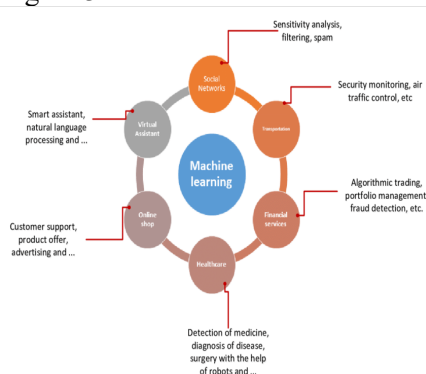 Sensitivity analysis,
filtering, spam
Social
Networks
Security monitoring, air
traffic control, etc
Transportation
Smart assistant,
natural language
processing and ...
Virtual
Assistant
Machine
learning
Algorithmic trading,
portfolio management
fraud detection, etc.
Financial
services
Online
shop
Customer support,
product offer,
advertising and ...
Healthcare
Detection of medicine,
diagnosis of disease,
surgery with the help
of robots and ...